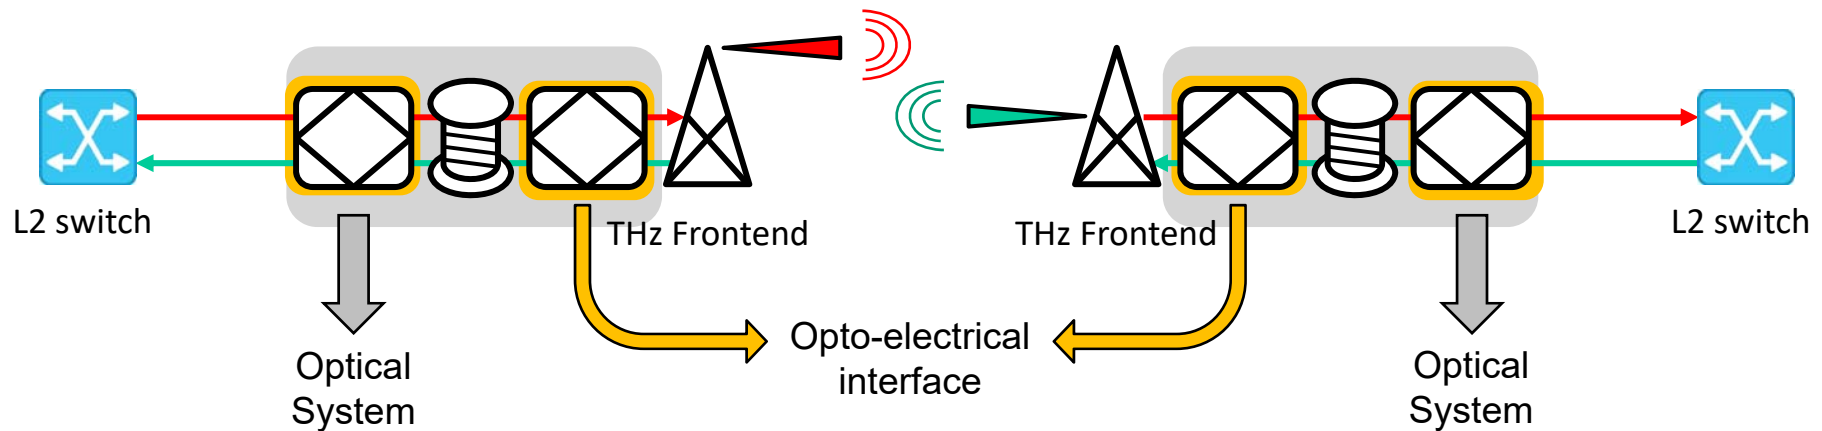 L2 switch
THz Frontend
THz Frontend
L2 switch
Optical
System
Opto-electrical
interface
Optical
System